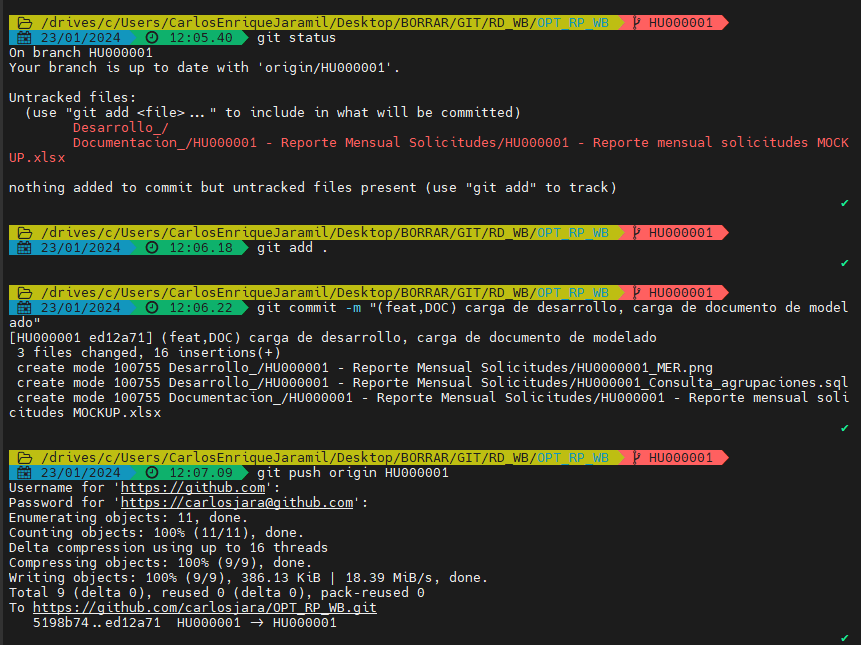 /drives/c/Users/CarlosEnriqueJaramil/Desktop/BORRAR/GIT/RD_WB/OPT_RP_WB HU000001
23/01/2024 12:05.40 git status
On branch HU000001
Your branch is up to date with 'origin/HU000001'.
Untracked files:
(use "git add <file>..." to include in what will be committed)
Desarrollo_/
Documentacion_/HU000001 - Reporte Mensual Solicitudes/HU000001 - Reporte mensual solicitudes MOCK
UP.xlsx
nothing added to commit but untracked files present (use "git add" to track)
✔
/drives/c/Users/CarlosEnriqueJaramil/Desktop/BORRAR/GIT/RD_WB/OPT_RP_WB HU000001
23/01/2024 12:06.18 git add .
✔
/drives/c/Users/CarlosEnriqueJaramil/Desktop/BORRAR/GIT/RD_WB/OPT_RP_WB HU000001
23/01/2024 12:06.22 git commit -m "(feat,DOC) carga de desarrollo, carga de documento de model
ado"
[HU000001 ed12a71] (feat,DOC) carga de desarrollo, carga de documento de modelado
3 files changed, 16 insertions(+)
create mode 100755 Desarrollo_/HU000001 - Reporte Mensual Solicitudes/HU0000001_MER.png
create mode 100755 Desarrollo_/HU000001 - Reporte Mensual Solicitudes/HU000001_Consulta_agrupaciones.sql
create mode 100755 Documentacion_/HU000001 - Reporte Mensual Solicitudes/HU000001 - Reporte mensual soli
citudes MOCKUP.xlsx
✔
/drives/c/Users/CarlosEnriqueJaramil/Desktop/BORRAR/GIT/RD_WB/OPT_RP_WB HU000001
23/01/2024 12:07.09 git push origin HU000001
Username for 'https://github.com':
Password for 'https://carlosjara@github.com':
Enumerating objects: 11, done.
Counting objects: 100% (11/11), done.
Delta compression using up to 16 threads
Compressing objects: 100% (9/9), done.
Writing objects: 100% (9/9), 386.13 KiB | 18.39 MiB/s, done.
Total 9 (delta 0), reused 0 (delta 0), pack-reused 0
To https://github.com/carlosjara/OPT_RP_WB.git
5198b74..ed12a71 HU000001 -> HU000001
✔